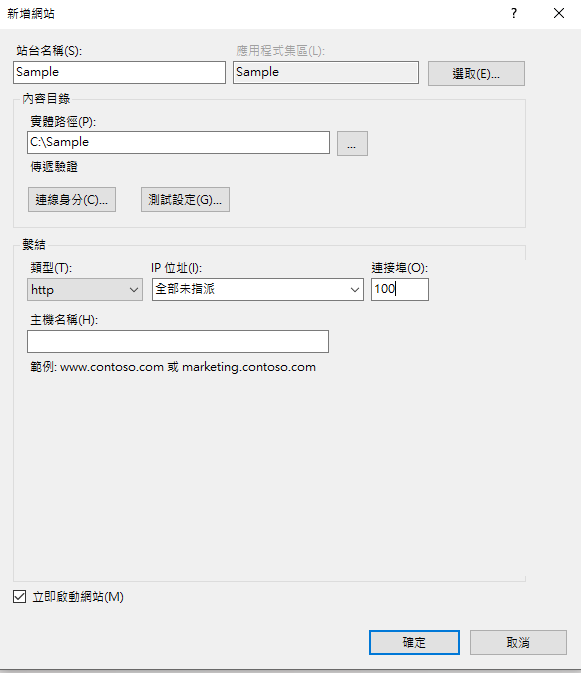 新增網站 ?
站台名稱(S): 應用程式集區(L):
Sample Sample 選取(E)...
內容目錄
實體路徑(P):
C:\Sample ...
傳遞驗證
連線身分(C)... 測試設定(G)...
繫結
類型(T): IP 位址(I): 連接埠(O):
http 全部未指派 100
主機名稱(H):
範例: www.contoso.com 或 marketing.contoso.com
立即啟動網站(M)
確定 取消